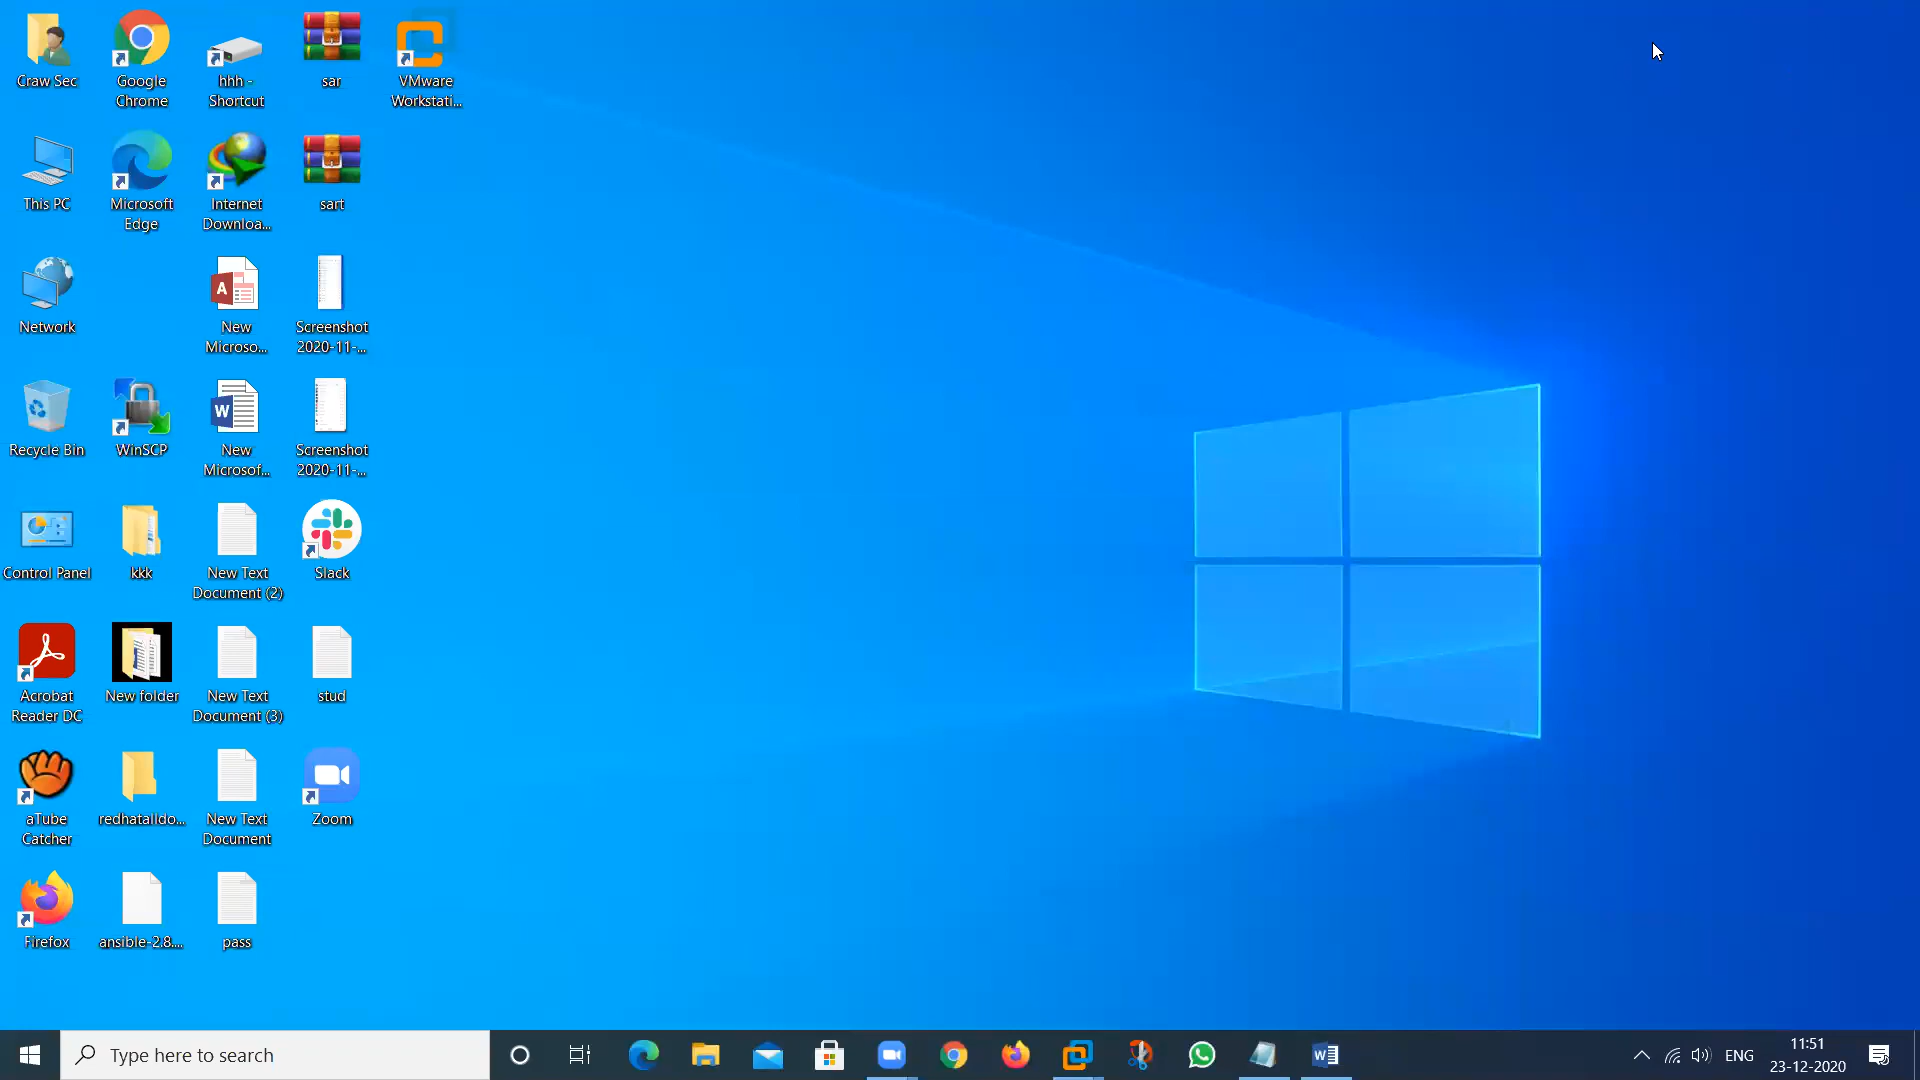 Craw Sec
Google
Chrome
hhh -
Shortcut
sar
VMware
Workstati...
This PC
Microsoft
Edge
Internet
Downloa...
sart
Network
New
Microso...
Screenshot
2020-11-...
Recycle Bin
WinSCP
New
Microsof...
Screenshot
2020-11-...
Control Panel
kkk
New Text
Document (2)
Slack
Acrobat
Reader DC
New folder
New Text
Document (3)
stud
aTube
Catcher
redhatalldo...
New Text
Document
Zoom
Firefox
ansible-2.8....
pass
Type here to search
ENG
11:51
23-12-2020